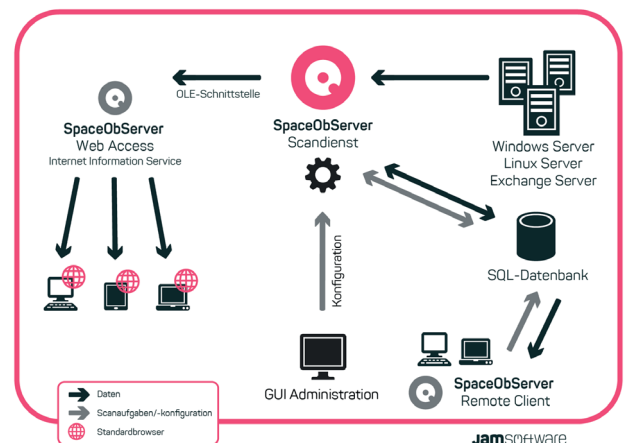 OLE-Schnittstelle
SpaceObServer
Web Access
Internet Information Service
SpaceObServer
Scandienst
Windows Server
Linux Server
Exchange Server
Konfiguration
SQL-Datenbank
GUI Administration
SpaceObServer
Remote Client
Daten
Scanaufgaben/-konfiguration
Standardbrowser
Jamsoftware